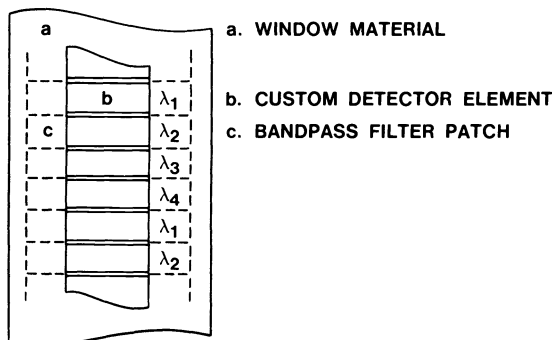 a a. WINDOW MATERIAL
b λ1 b. CUSTOM DETECTOR ELEMENT
c λ2 c. BANDPASS FILTER PATCH
λ3
λ4
λ1
λ2